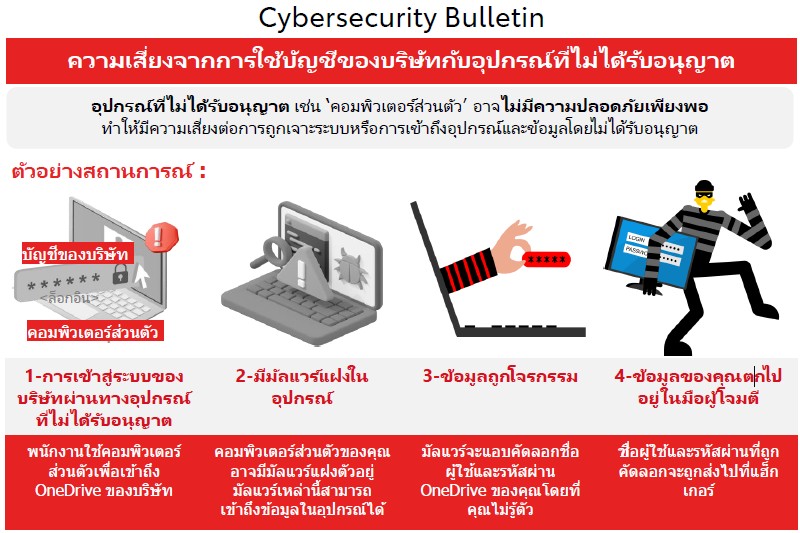 Cybersecurity Bulletin
ความเสี่ยงจากการใช้บัญชีของบริษัทกับอุปกรณ์ที่ไม่ได้รับอนุญาต
อุปกรณ์ที่ไม่ได้รับอนุญาต เช่น ‘คอมพิวเตอร์ส่วนตัว’ อาจไม่มีความปลอดภัยเพียงพอ
ทำให้มีความเสี่ยงต่อการถูกเจาะระบบหรือการเข้าถึงอุปกรณ์และข้อมูลโดยไม่ได้รับอนุญาต
ตัวอย่างสถานการณ์ :
บัญชีของบริษัท
******
<ล็อกอิน>
คอมพิวเตอร์ส่วนตัว
*****
LOGIN *****
PASSWORD *****
1-การเข้าสู่ระบบของ
บริษัทผ่านทางอุปกรณ์
ที่ไม่ได้รับอนุญาต
2-มีมัลแวร์แฝงใน
อุปกรณ์
3-ข้อมูลถูกโจรกรรม
4-ข้อมูลของคุณตกไป
อยู่ในมือผู้โจมตี
พนักงานใช้คอมพิวเตอร์
ส่วนตัวเพื่อเข้าถึง
OneDrive ของบริษัท
คอมพิวเตอร์ส่วนตัวของคุณ
อาจมีมัลแวร์แฝงตัวอยู่
มัลแวร์เหล่านี้สามารถ
เข้าถึงข้อมูลในอุปกรณ์ได้
มัลแวร์จะแอบคัดลอกชื่อ
ผู้ใช้และรหัสผ่าน
OneDrive ของคุณโดยที่
คุณไม่รู้ตัว
ชื่อผู้ใช้และรหัสผ่านที่ถูก
คัดลอกจะถูกส่งไปที่แฮ็ก
เกอร์